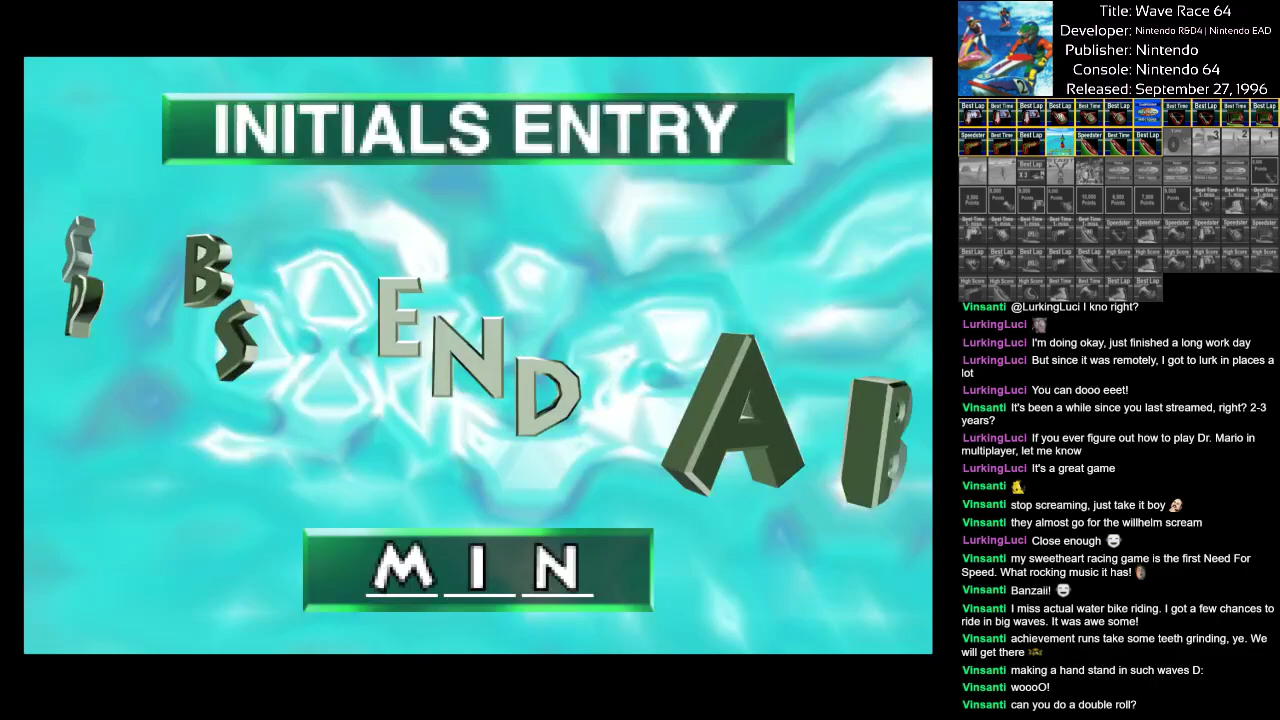 INITIALS ENTRY
B S
END
A B
M I N
Title: Wave Race 64
Developer: Nintendo R&D4 | Nintendo EAD
Publisher: Nintendo
Console: Nintendo 64
Released: September 27, 1996
Vinsanti @LurkingLuci I kno right?
LurkingLuci
LurkingLuci I'm doing okay, just finished a long work day
LurkingLuci But since it was remotely, I got to lurk in places a
lot
LurkingLuci You can dooo eeet!
Vinsanti It's been a while since you last streamed, right? 2-3
years?
LurkingLuci If you ever figure out how to play Dr. Mario in
multiplayer, let me know
LurkingLuci It's a great game
Vinsanti
Vinsanti stop screaming, just take it boy
Vinsanti they almost go for the willhelm scream
LurkingLuci Close enough
Vinsanti my sweetheart racing game is the first Need For
Speed. What rocking music it has!
Vinsanti Banzaii!
Vinsanti I miss actual water bike riding. I got a few chances to
ride in big waves. It was awe some!
Vinsanti achievement runs take some teeth grinding, ye. We
will get there
Vinsanti making a hand stand in such waves D:
Vinsanti woooO!
Vinsanti can you do a double roll?